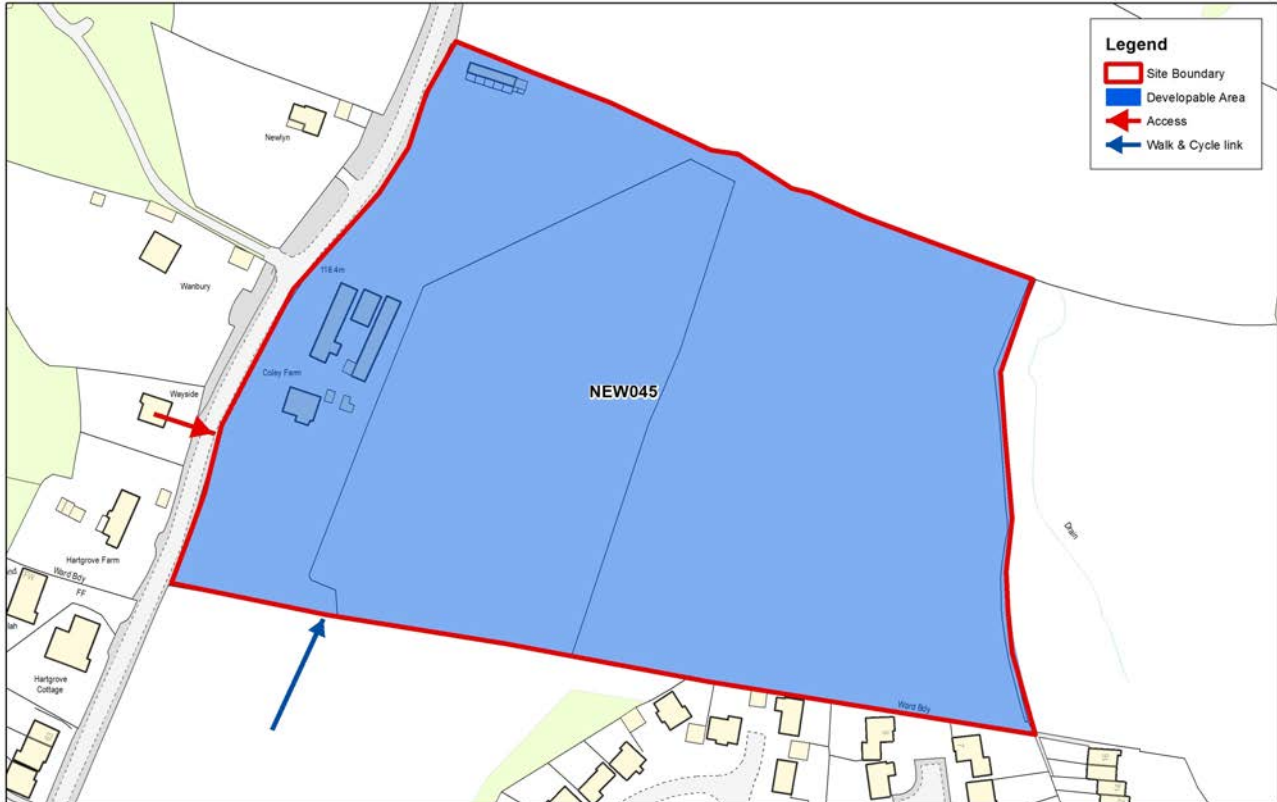 Legend
Site Boundary
Developable Area
Access
Walk & Cycle link
Newlyn
Wanbury
118.4m
Coley Farm
Wayside
NEW045
Drain
Hartgrove Farm
Ward Bdy
FF
Hartgrove
Cottage
Ward Bdy